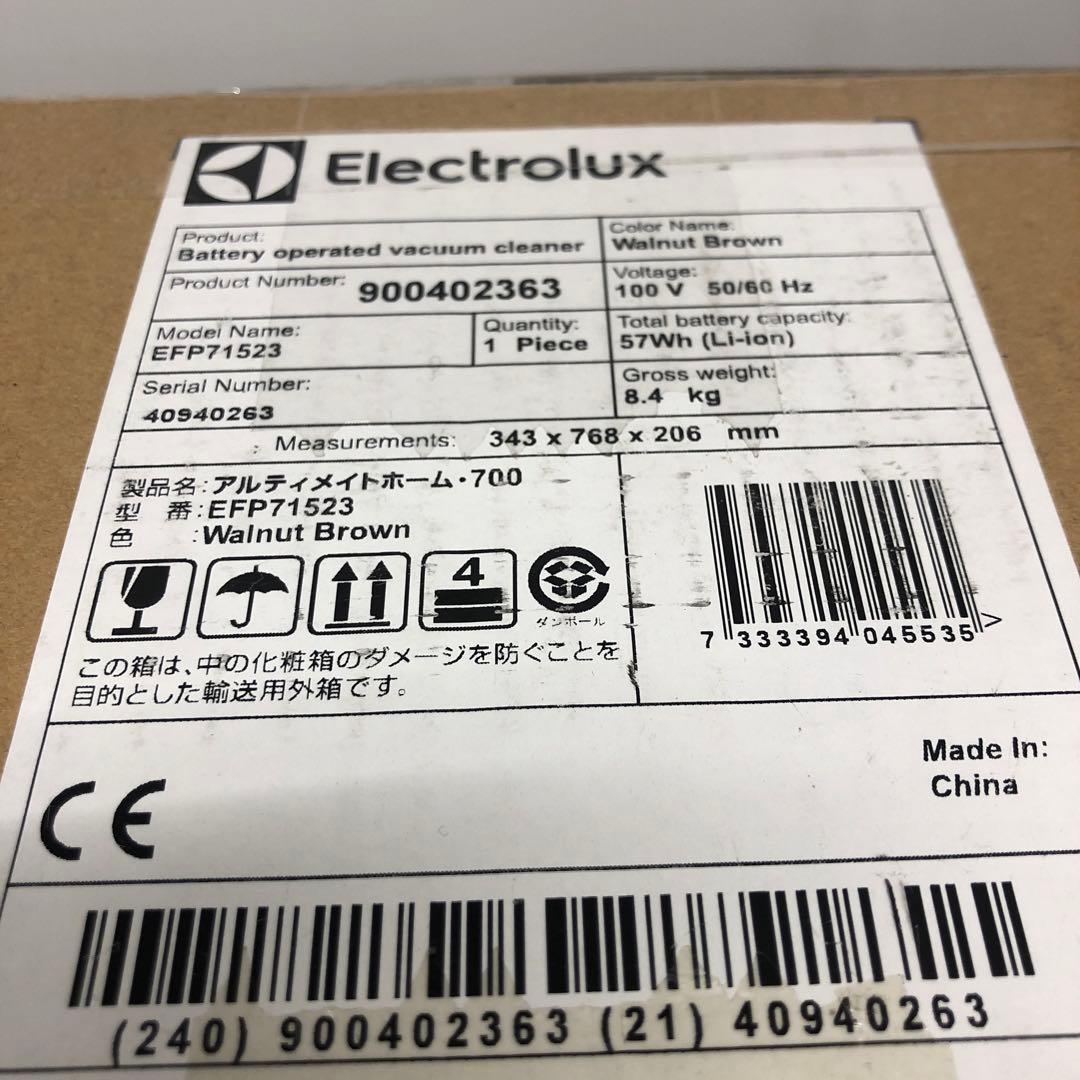 Electrolux
Product:
Battery operated vacuum cleaner
Color Name:
Walnut Brown
Product Number: 900402363
Voltage:
100 V 50/60 Hz
Model Name:
EFP71523
Quantity:
1 Piece
Total battery capacity:
57Wh (Li-ion)
Serial Number:
40940263
Gross weight:
8.4 kg
Measurements: 343 x 768 x 206 mm
製品名:アルティメイトホーム・700
型 番:EFP71523
色 :Walnut Brown
4
ダンボール
この箱は、中の化粧箱のダメージを防ぐことを
目的とした輸送用外箱です。
7 333394 045535 >
Made In:
China
CE
(240) 900402363 (21) 40940263